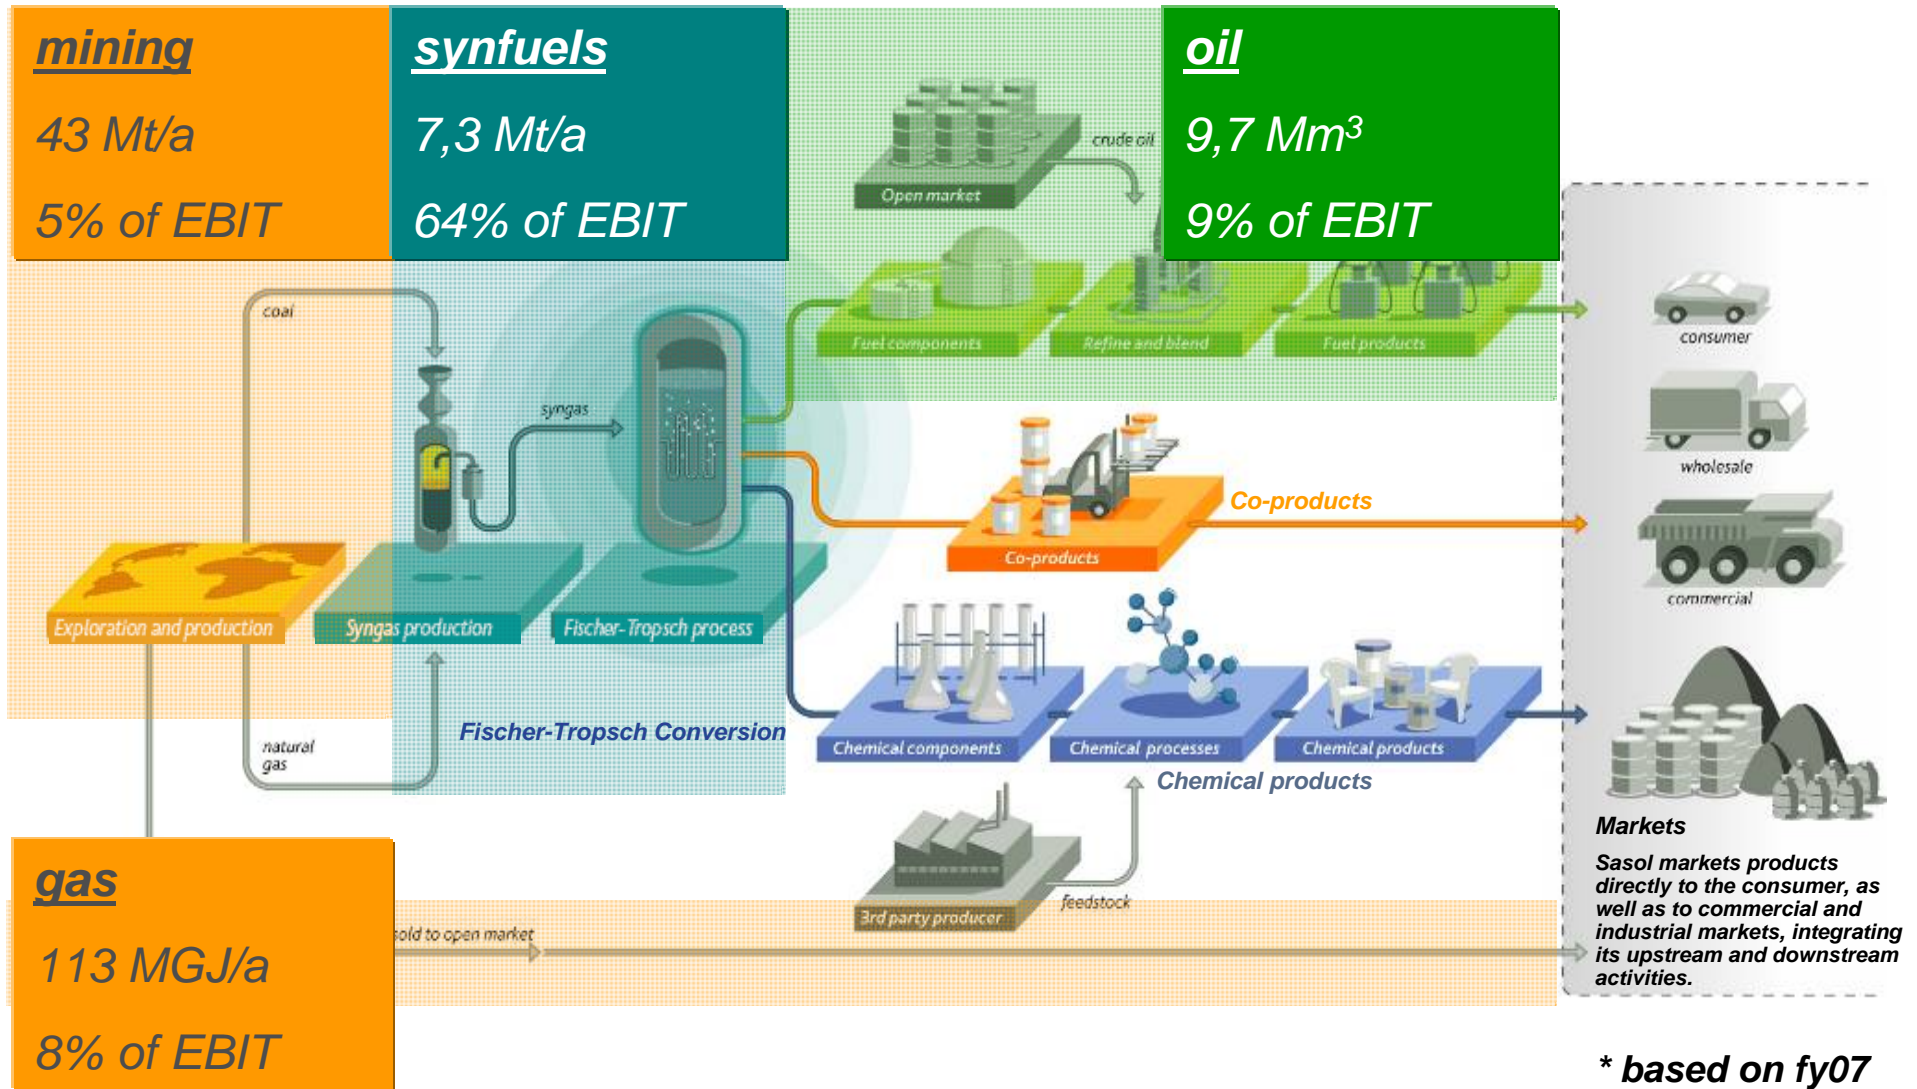 mining
43 Mt/a
5% of EBIT
synfuels
7,3 Mt/a
64% of EBIT
oil
9,7 Mm³
9% of EBIT
crude oil
Open market
coal
syngas
Fuel components
Refine and blend
Fuel products
consumer
wholesale
commercial
Co-products
Co-products
Exploration and production
Syngas production
Fischer-Tropsch process
Fischer-Tropsch Conversion
natural
gas
Chemical components
Chemical processes
Chemical products
Chemical products
3rd party producer
feedstock
sold to open market
gas
113 MGJ/a
8% of EBIT
Markets
Sasol markets products
directly to the consumer, as
well as to commercial and
industrial markets, integrating
its upstream and downstream
activities.
* based on fy07